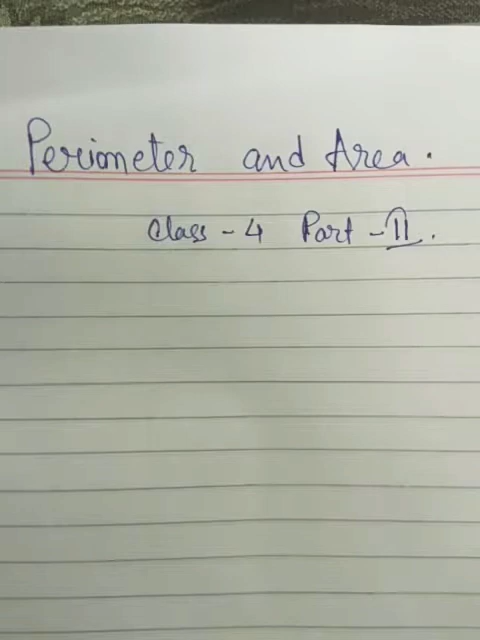 Perimeter and Area.
Class - 4 Part - II.